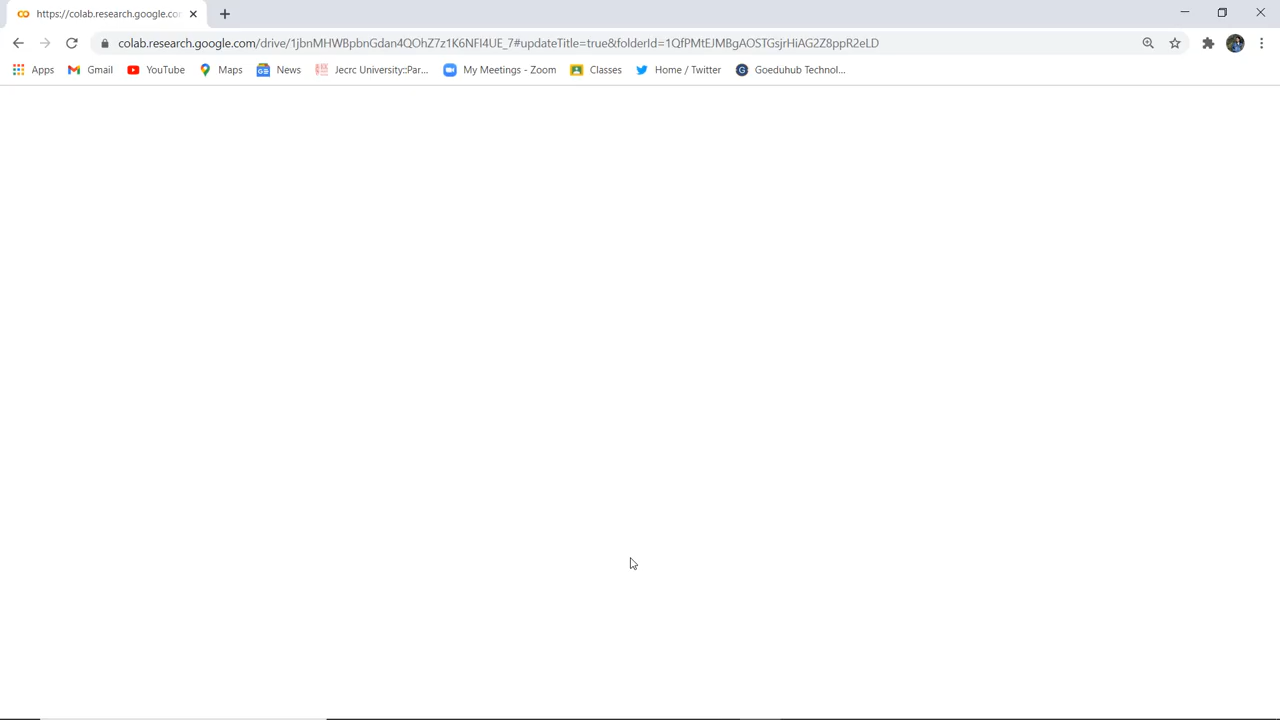 https://colab.research.google.co
colab.research.google.com/drive/1jbnMHWBpbnGdan4QOhZ7z1K6NFI4UE_7#updateTitle=true&folderId=1QfPMtEJMBgAOSTGsjrHiAG2Z8ppR2eLD
Apps Gmail YouTube Maps News Jecrc University::Par... My Meetings - Zoom Classes Home / Twitter Goeduhub Technol...